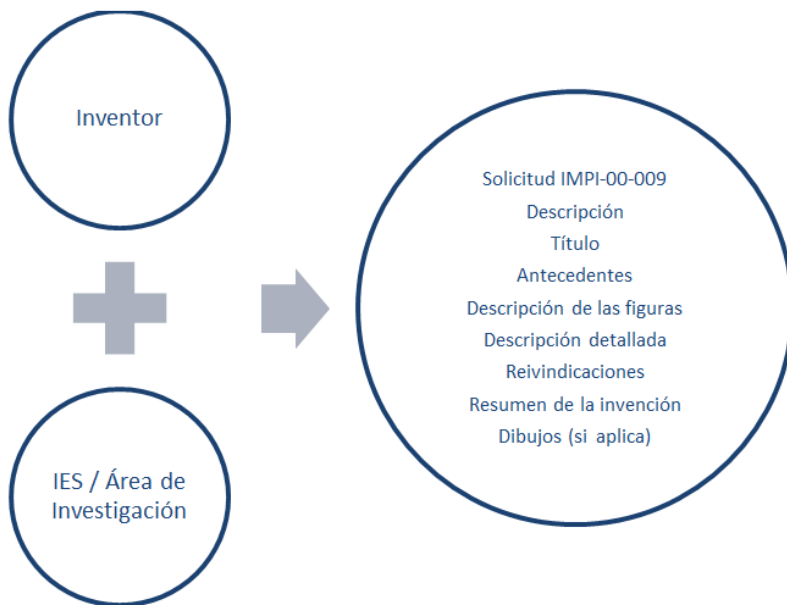 Inventor
IES / Área de
Investigación
Solicitud IMPI-00-009
Descripción
Título
Antecedentes
Descripción de las figuras
Descripción detallada
Reivindicaciones
Resumen de la invención
Dibujos (si aplica)